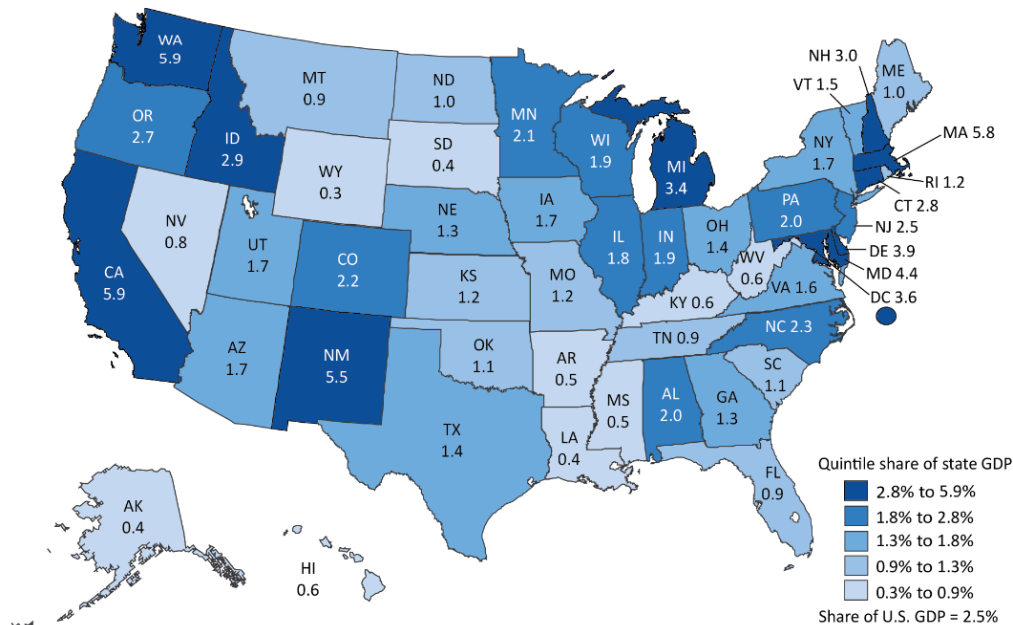 WA
5.9
MT
0.9
ND
1.0
MN
2.1
NH 3.0
VT 1.5
ME
1.0
OR
2.7
ID
2.9
SD
0.4
WI
1.9
MI
3.4
NY
1.7
MA 5.8
RI 1.2
CT 2.8
NJ 2.5
DE 3.9
MD 4.4
DC 3.6
WY
0.3
NV
0.8
UT
1.7
CO
2.2
NE
1.3
IA
1.7
IL
1.8
IN
1.9
OH
1.4
PA
2.0
WV
0.6
VA 1.6
CA
5.9
KS
1.2
MO
1.2
KY 0.6
NC 2.3
TN 0.9
AZ
1.7
NM
5.5
OK
1.1
AR
0.5
SC
1.1
MS
0.5
AL
2.0
GA
1.3
TX
1.4
LA
0.4
FL
0.9
AK
0.4
HI
0.6
Quintile share of state GDP
2.8% to 5.9%
1.8% to 2.8%
1.3% to 1.8%
0.9% to 1.3%
0.3% to 0.9%
Share of U.S. GDP = 2.5%